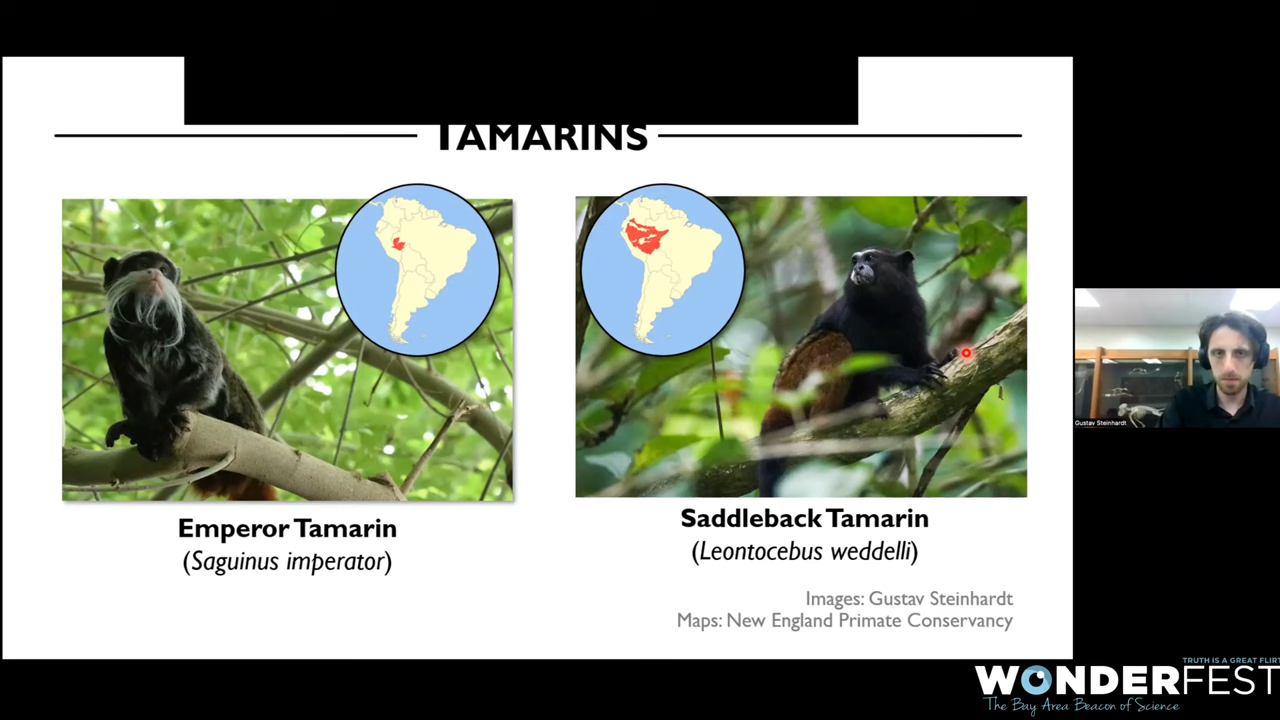 TAMARINS
Emperor Tamarin
(Saguinus imperator)
Saddleback Tamarin
(Leontocebus weddelli)
Images: Gustav Steinhardt
Maps: New England Primate Conservancy
Gustav Steinhardt
TRUTH IS A GREAT FLIRT
WONDERFEST
The Bay Area Beacon of Science